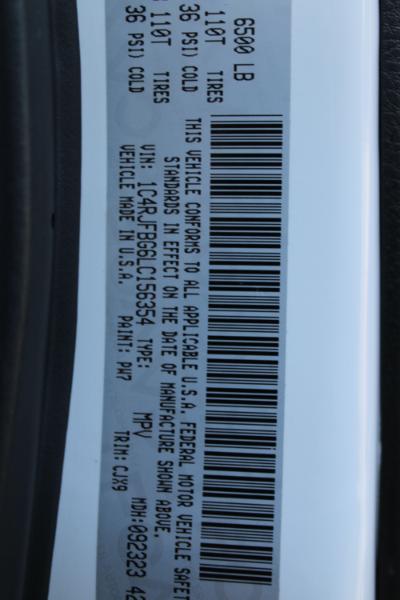 6500 LB
110T TIRES
36 PSI) COLD
110T TIRES
36 PSI) COLD
THIS VEHICLE CONFORMS TO ALL APPLICABLE U.S.A. FEDERAL MOTOR VEHICLE SAFET
STANDARDS IN EFFECT ON THE DATE OF MANUFACTURE SHOWN ABOVE.
VIN: 1C4RJFBG6LC156354 TYPE: MPV MDH:092323 42
VEHICLE MADE IN U.S.A. PAINT: PW7 TRIM: CJX9